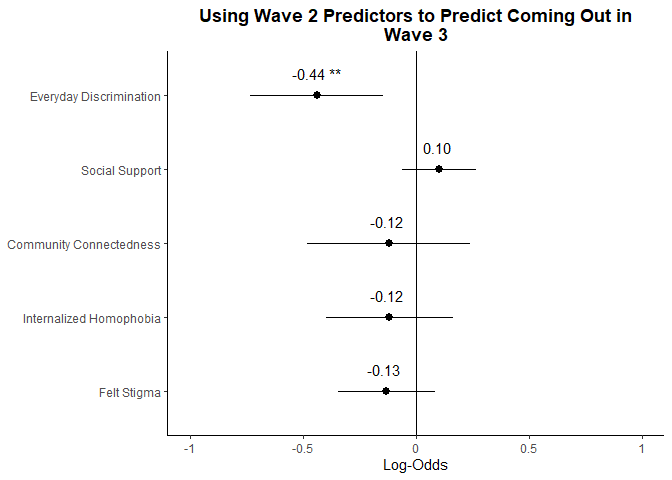 Using Wave 2 Predictors to Predict Coming Out in
Wave 3
-0.44 **
Everyday Discrimination
0.10
Social Support
-0.12
Community Connectedness
-0.12
Internalized Homophobia
-0.13
Felt Stigma
-1 -0.5 0 0.5 1
Log-Odds